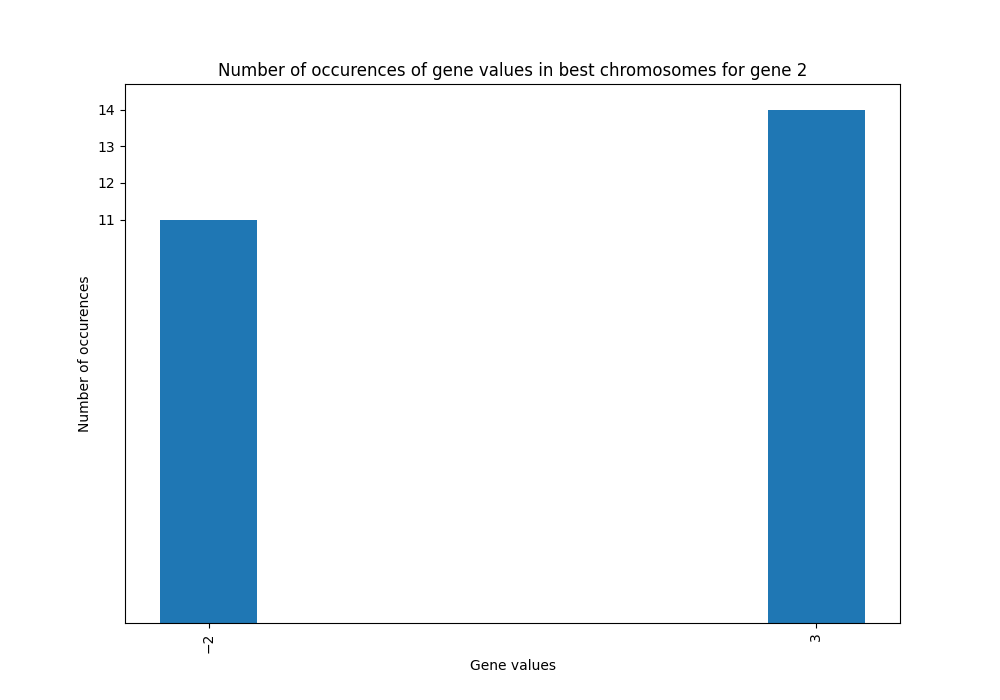 Number of occurences of gene values in best chromosomes for gene 2
14
13
12
11
Number of occurences
−2
3
Gene values